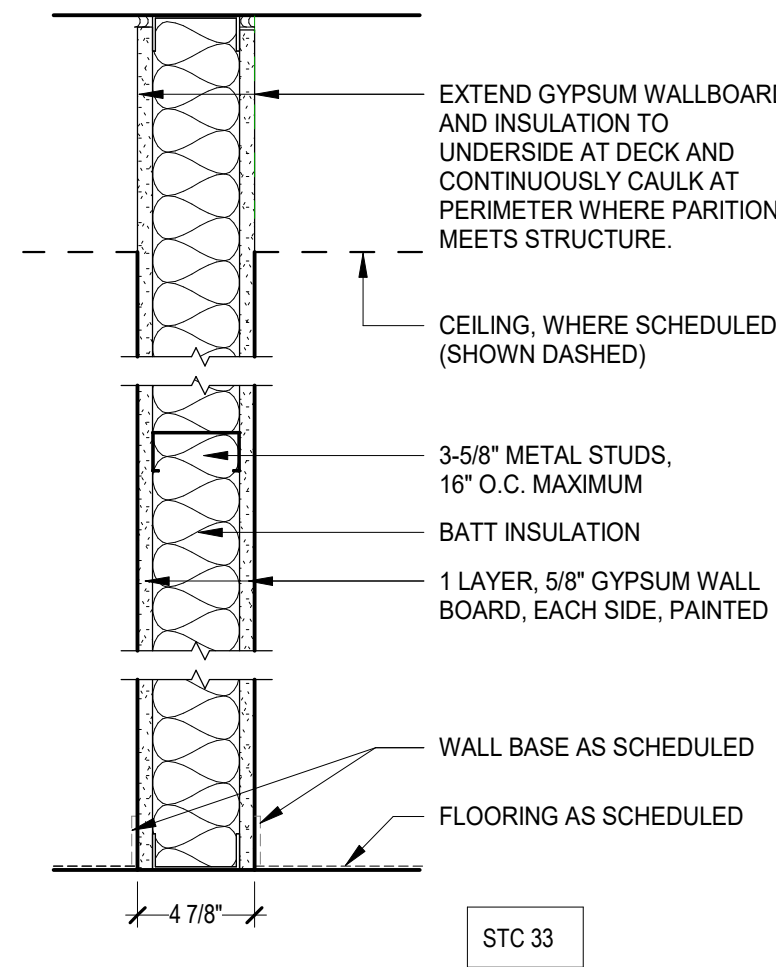 EXTEND GYPSUM WALLBOARD
AND INSULATION TO
UNDERSIDE AT DECK AND
CONTINUOUSLY CAULK AT
PERIMETER WHERE PARITION
MEETS STRUCTURE.
CEILING, WHERE SCHEDULED
(SHOWN DASHED)
3-5/8" METAL STUDS,
16" O.C. MAXIMUM
BATT INSULATION
1 LAYER, 5/8" GYPSUM WALL
BOARD, EACH SIDE, PAINTED
WALL BASE AS SCHEDULED
FLOORING AS SCHEDULED
4 7/8"
STC 33